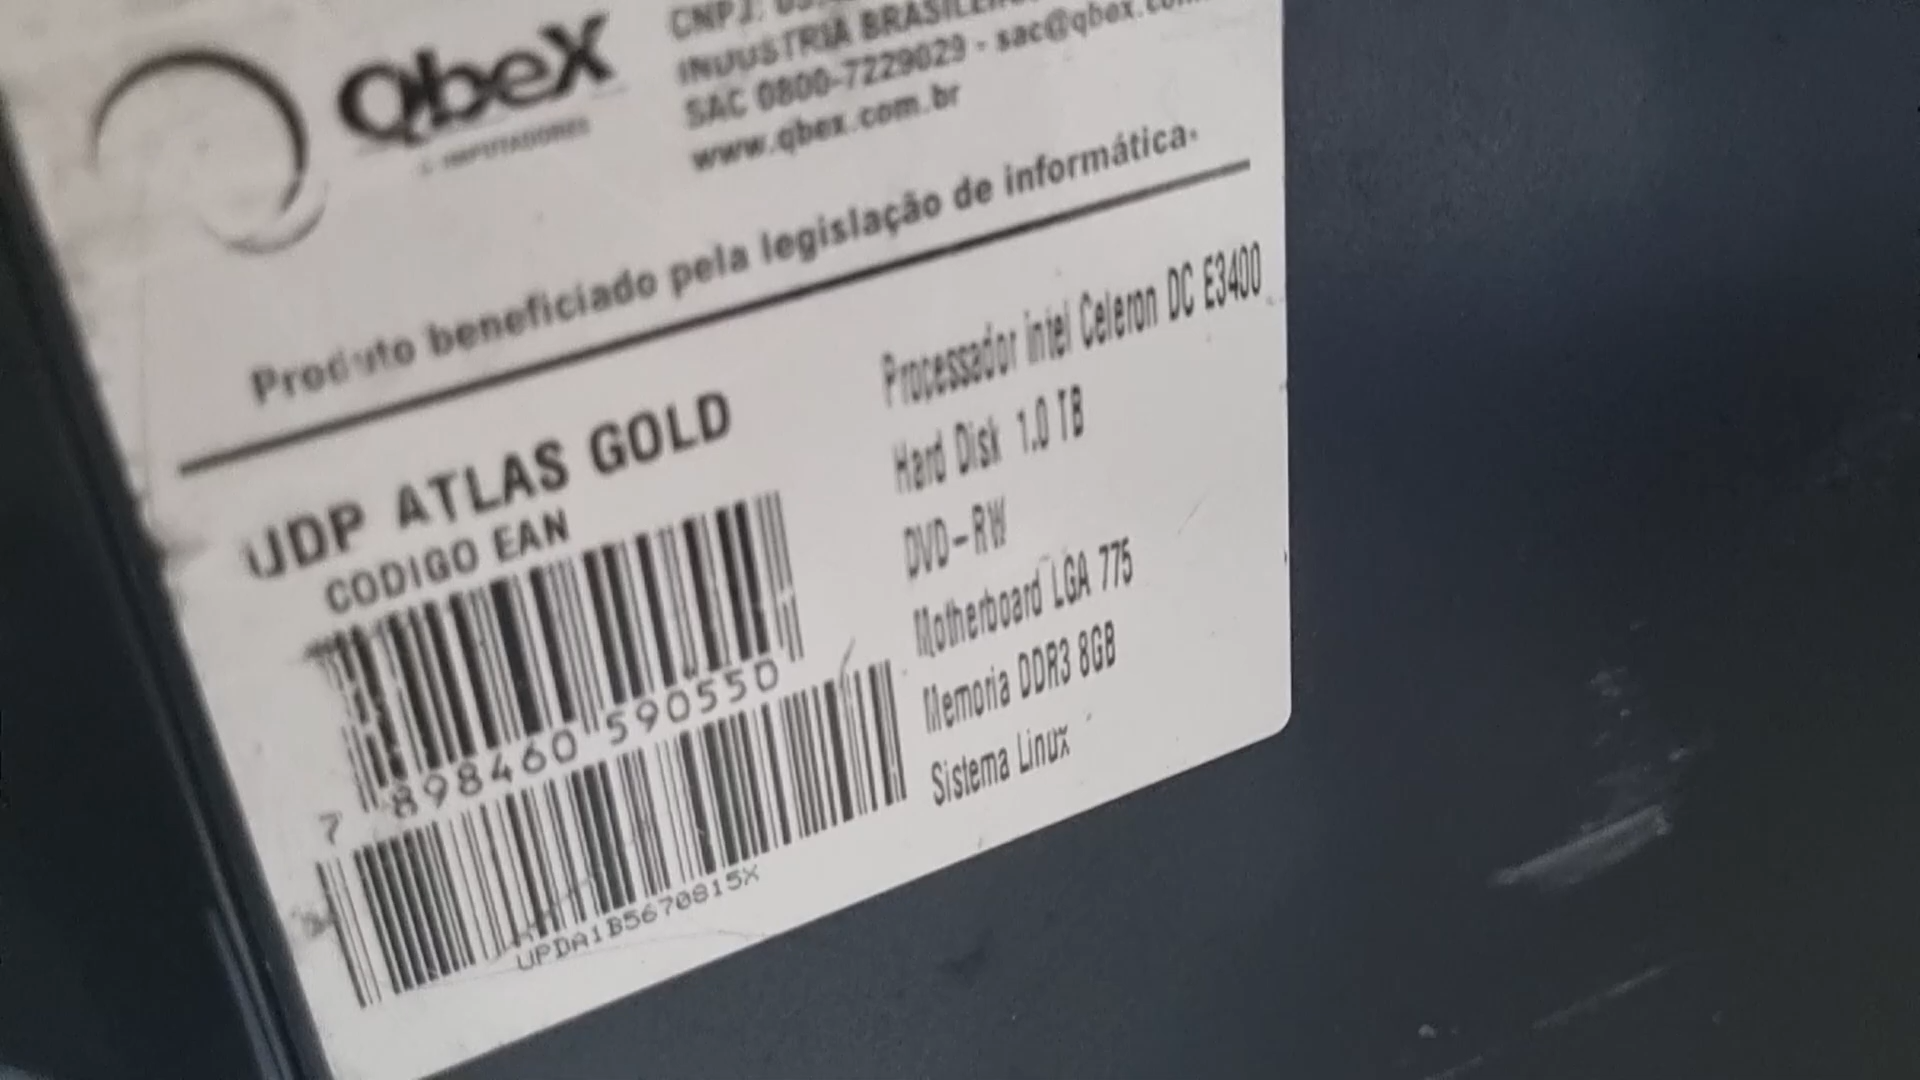 Qbex
CNPJ:
INDUSTRIA BRASILEIRA
SAC 0800-7229029 - sac@qbex.com
www.qbex.com.br
Produto beneficiado pela legislação de informática.
UDP ATLAS GOLD
CODIGO EAN
7 898460 590550
UPDA1B5670815X
Processador intel Celeron DC E3400
Hard Disk 1.0 TB
DVD-RW
Motherboard LGA 775
Memoria DDR3 8GB
Sistema Linux